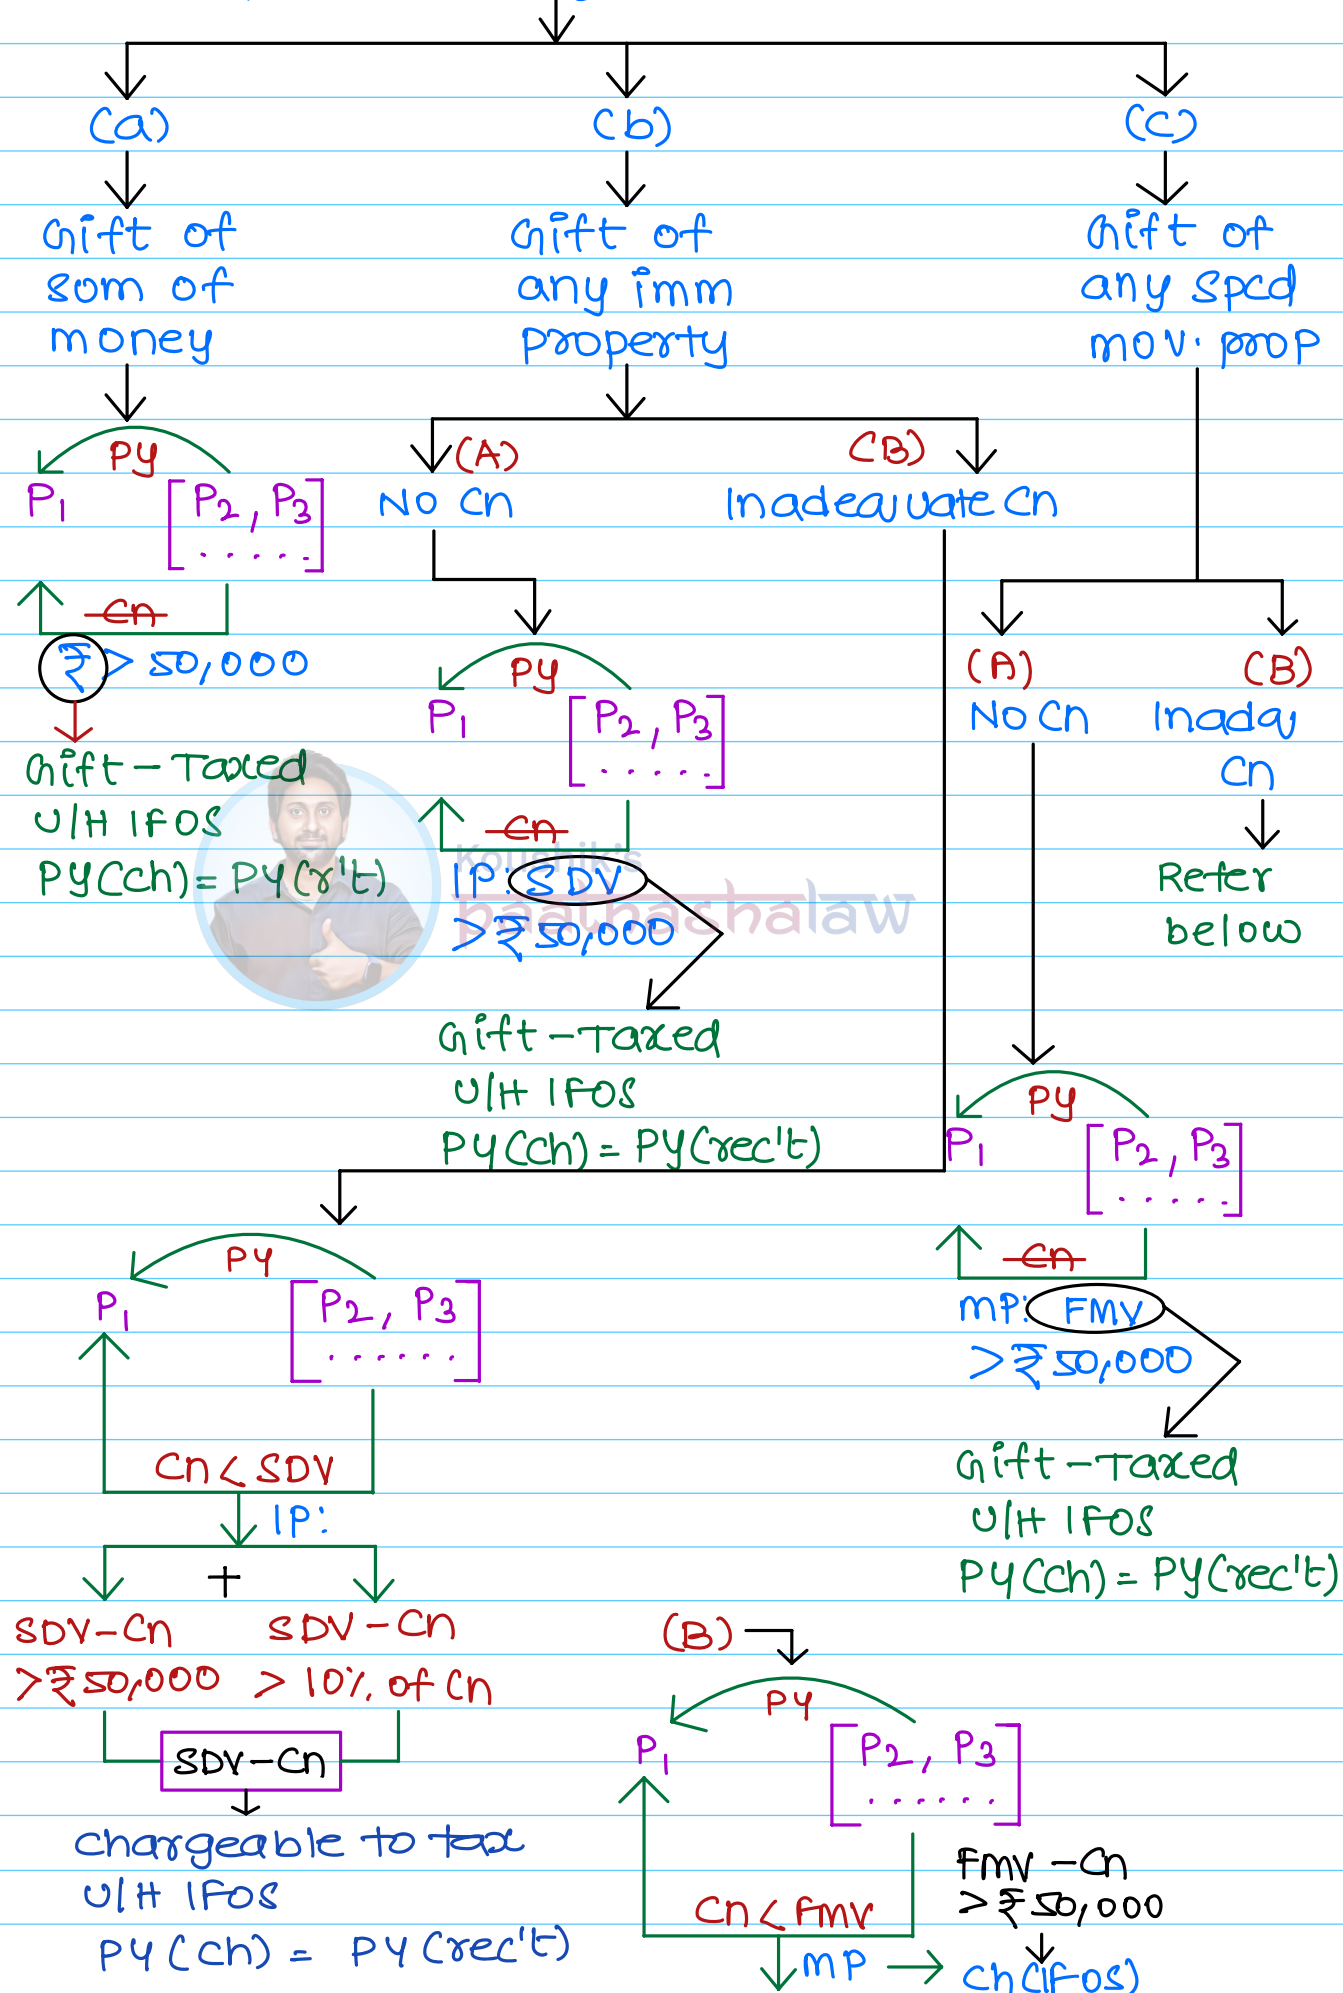 (a)
(b)
(c)
Gift of
som of
money
Gift of
any imm
property
Gift of
any spcd
mov. prop
PY
P1 [P2, P3 .....]
Cn
₹ > 50,000
Gift - Taxed
U/H IFOS
PY(ch) = PY(r't)
(A)
No Cn
(B)
Inadequate Cn
PY
P1 [P2, P3 .....]
Cn
IP: SDV
> ₹50,000
Gift - Taxed
U/H IFOS
PY(ch) = PY(rec't)
(A)
No Cn
(B)
Inadq
Cn
Refer
below
PY
P1 [P2, P3 .....]
Cn
mP: FMV
> ₹50,000
Gift - Taxed
U/H IFOS
PY(ch) = PY(rec't)
PY
P1 [P2, P3 ......]
Cn < SDV
IP:
+
SDV - Cn
> ₹50,000
SDV - Cn
> 10% of Cn
SDV - Cn
chargeable to tax
U/H IFOS
PY(ch) = PY(rec't)
(B)
PY
P1 [P2, P3 ......]
Cn < FMV
mP
FMV - Cn
> ₹50,000
ch(IFOS)
Koushik's
paathashalaw